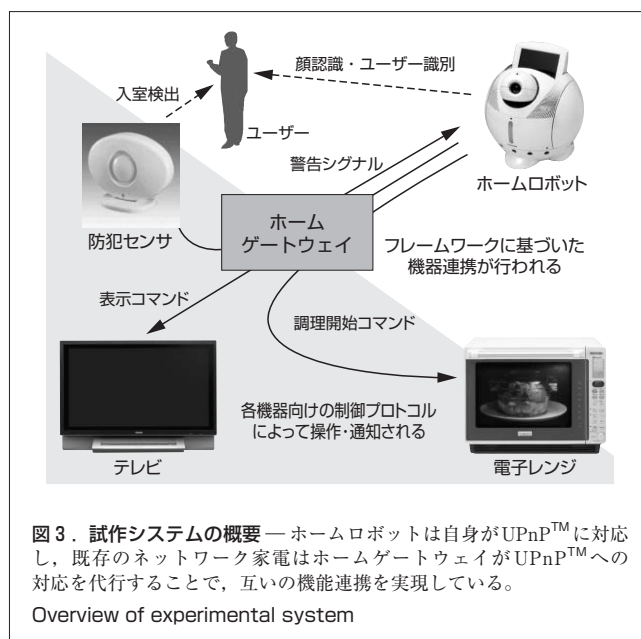 顔認識・ユーザー識別
入室検出
ユーザー
警告シグナル
ホームロボット
防犯センサ
ホーム
ゲートウェイ
フレームワークに基づいた
機器連携が行われる
表示コマンド
調理開始コマンド
各機器向けの制御プロトコル
によって操作・通知される
テレビ
電子レンジ
図3．試作システムの概要 — ホームロボットは自身がUPnP™に対応
し，既存のネットワーク家電はホームゲートウェイがUPnP™への
対応を代行することで，互いの機能連携を実現している。
Overview of experimental system